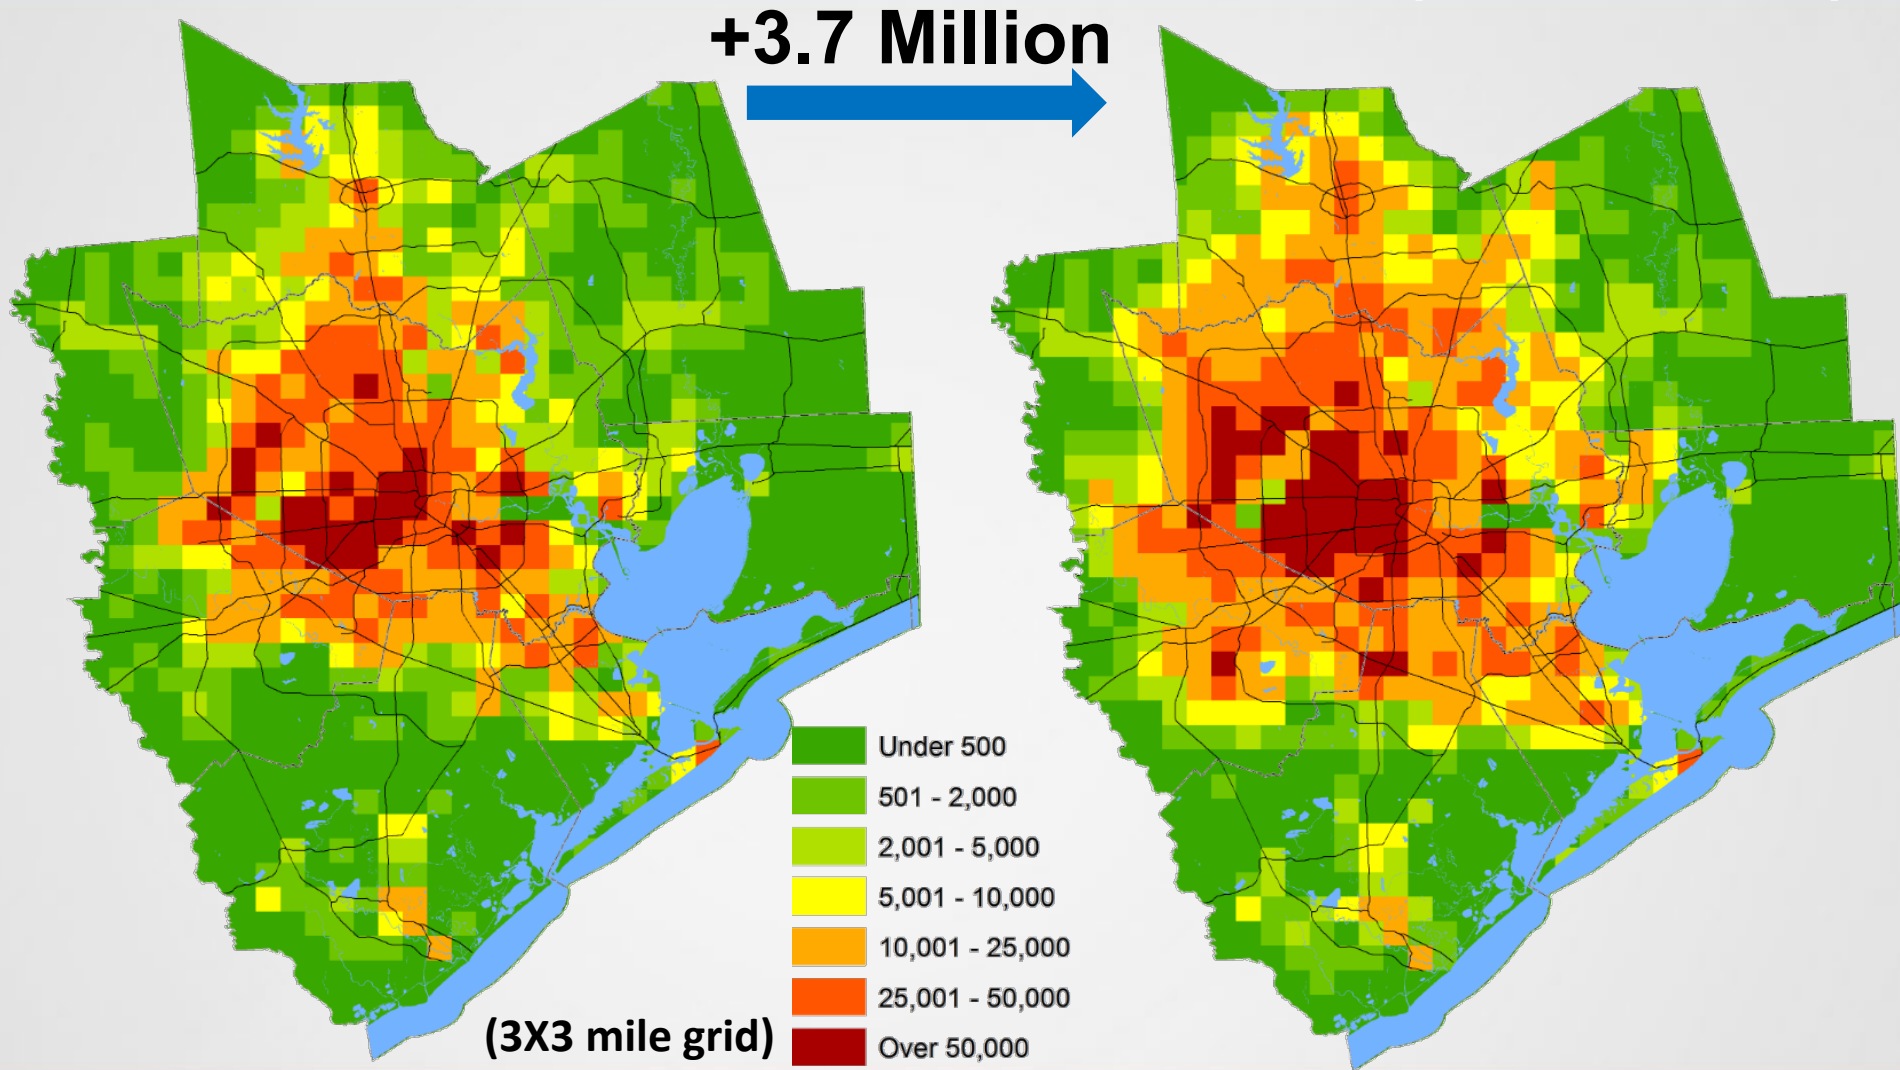 +3.7 Million
Under 500
501 - 2,000
2,001 - 5,000
5,001 - 10,000
10,001 - 25,000
25,001 - 50,000
(3X3 mile grid)
Over 50,000